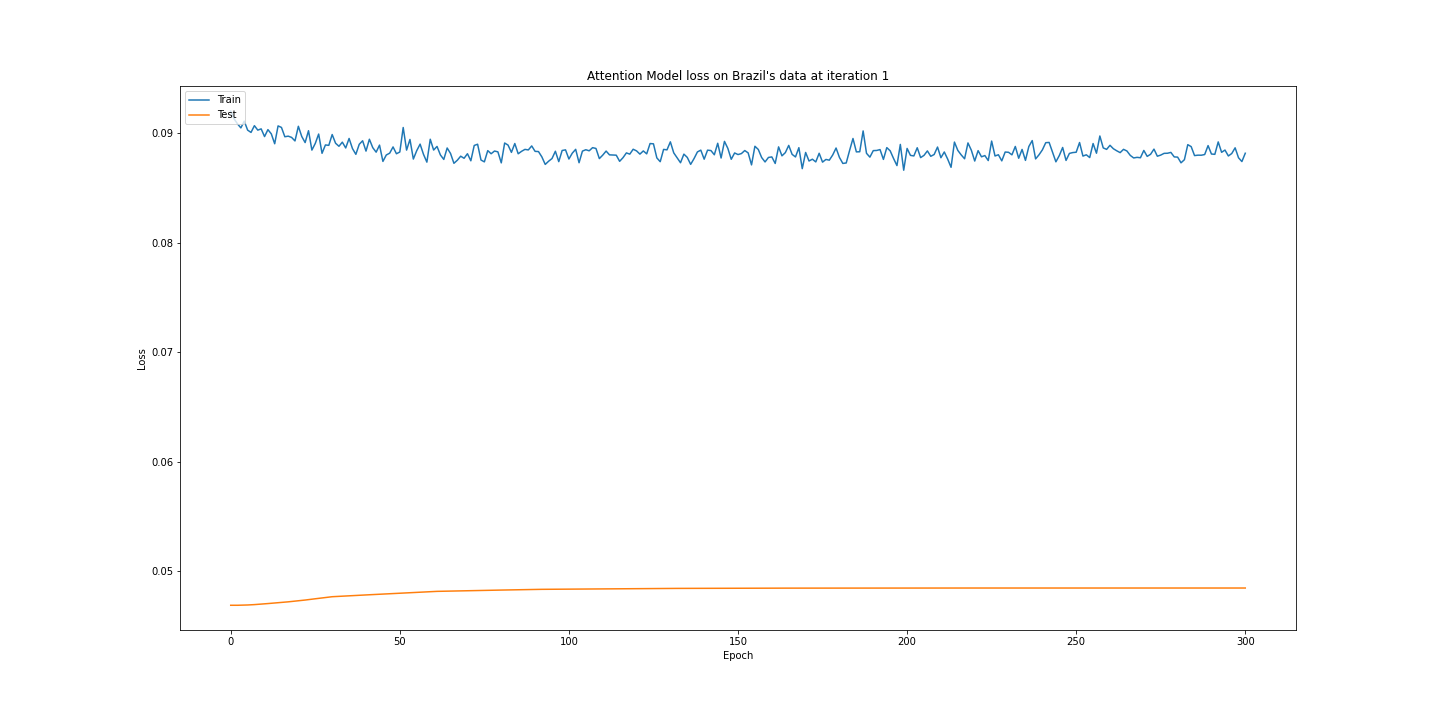 Attention Model loss on Brazil's data at iteration 1
Train
Test
0.09
0.08
0.07
0.06
0.05
Loss
0 50 100 150 200 250 300
Epoch